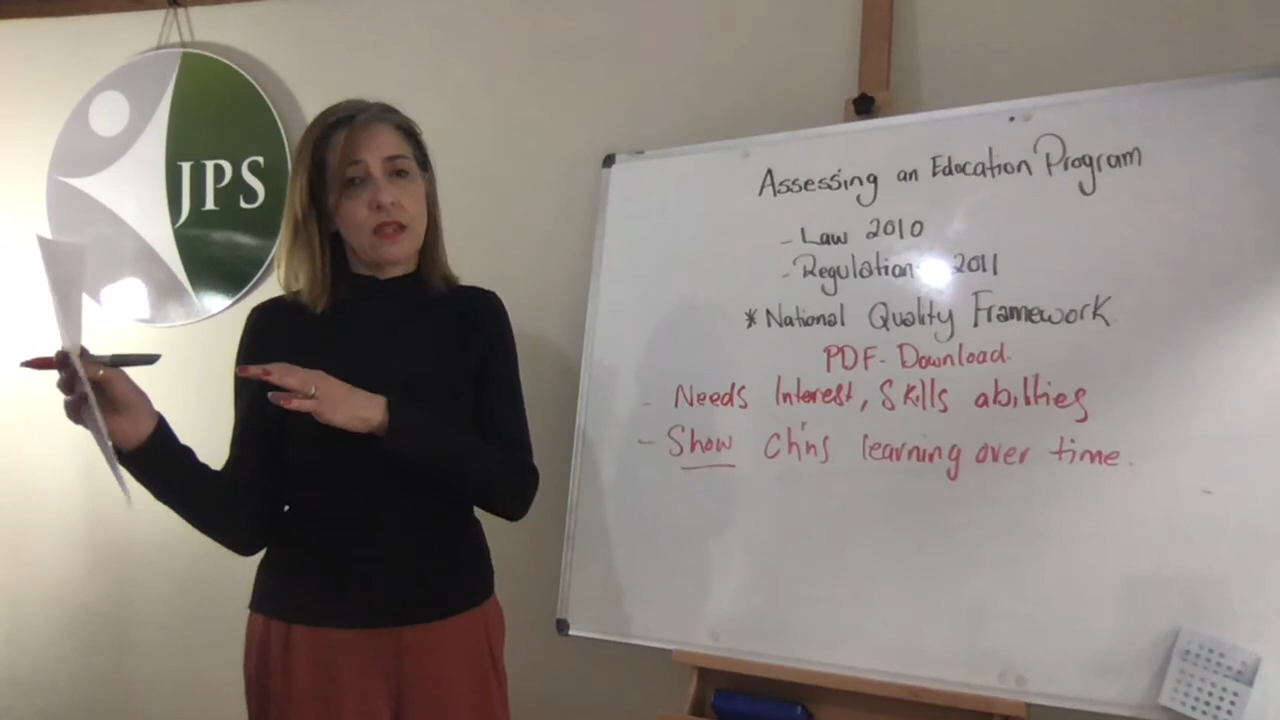 JPS
Assessing an Edocation Program
- Law 2010
- Regulation 2011
* National Quality Framework
PDF- Download.
- Needs Interest, Skills abilities
- Show Ch'ns learning over time.